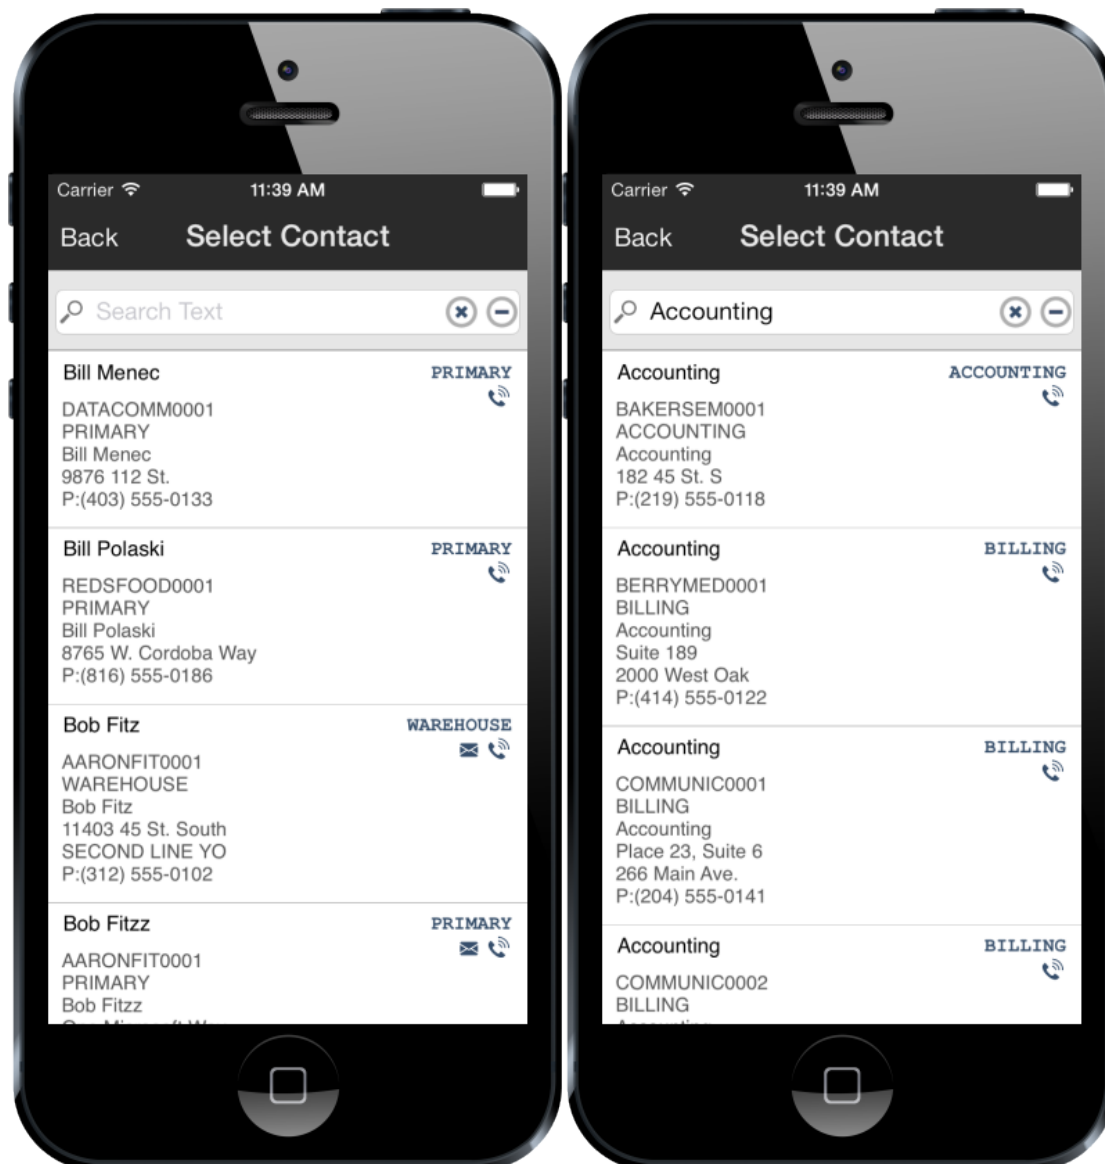 Carrier 11:39 AM
Back Select Contact
Search Text
Bill Menec PRIMARY
DATACOMM0001
PRIMARY
Bill Menec
9876 112 St.
P:(403) 555-0133
Bill Polaski PRIMARY
REDSFOOD0001
PRIMARY
Bill Polaski
8765 W. Cordoba Way
P:(816) 555-0186
Bob Fitz WAREHOUSE
AARONFIT0001
WAREHOUSE
Bob Fitz
11403 45 St. South
SECOND LINE YO
P:(312) 555-0102
Bob Fitzz PRIMARY
AARONFIT0001
PRIMARY
Bob Fitzz
Carrier 11:39 AM
Back Select Contact
Accounting
Accounting ACCOUNTING
BAKERSEM0001
ACCOUNTING
Accounting
182 45 St. S
P:(219) 555-0118
Accounting BILLING
BERRYMED0001
BILLING
Accounting
Suite 189
2000 West Oak
P:(414) 555-0122
Accounting BILLING
COMMUNIC0001
BILLING
Accounting
Place 23, Suite 6
266 Main Ave.
P:(204) 555-0141
Accounting BILLING
COMMUNIC0002
BILLING